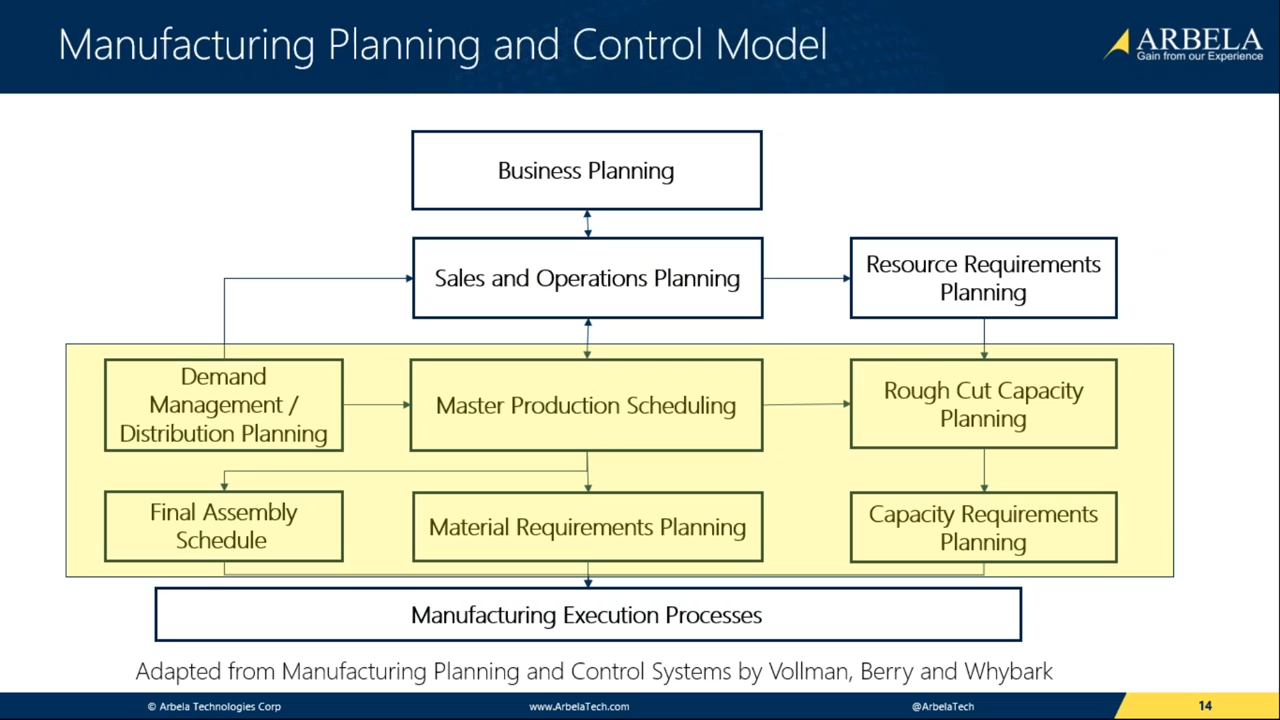 Manufacturing Planning and Control Model
ARBELA
Gain from our Experience
Business Planning
Sales and Operations Planning
Resource Requirements
Planning
Demand
Management /
Distribution Planning
Master Production Scheduling
Rough Cut Capacity
Planning
Final Assembly
Schedule
Material Requirements Planning
Capacity Requirements
Planning
Manufacturing Execution Processes
Adapted from Manufacturing Planning and Control Systems by Vollman, Berry and Whybark
© Arbela Technologies Corp
www.ArbelaTech.com
@ArbelaTech
14